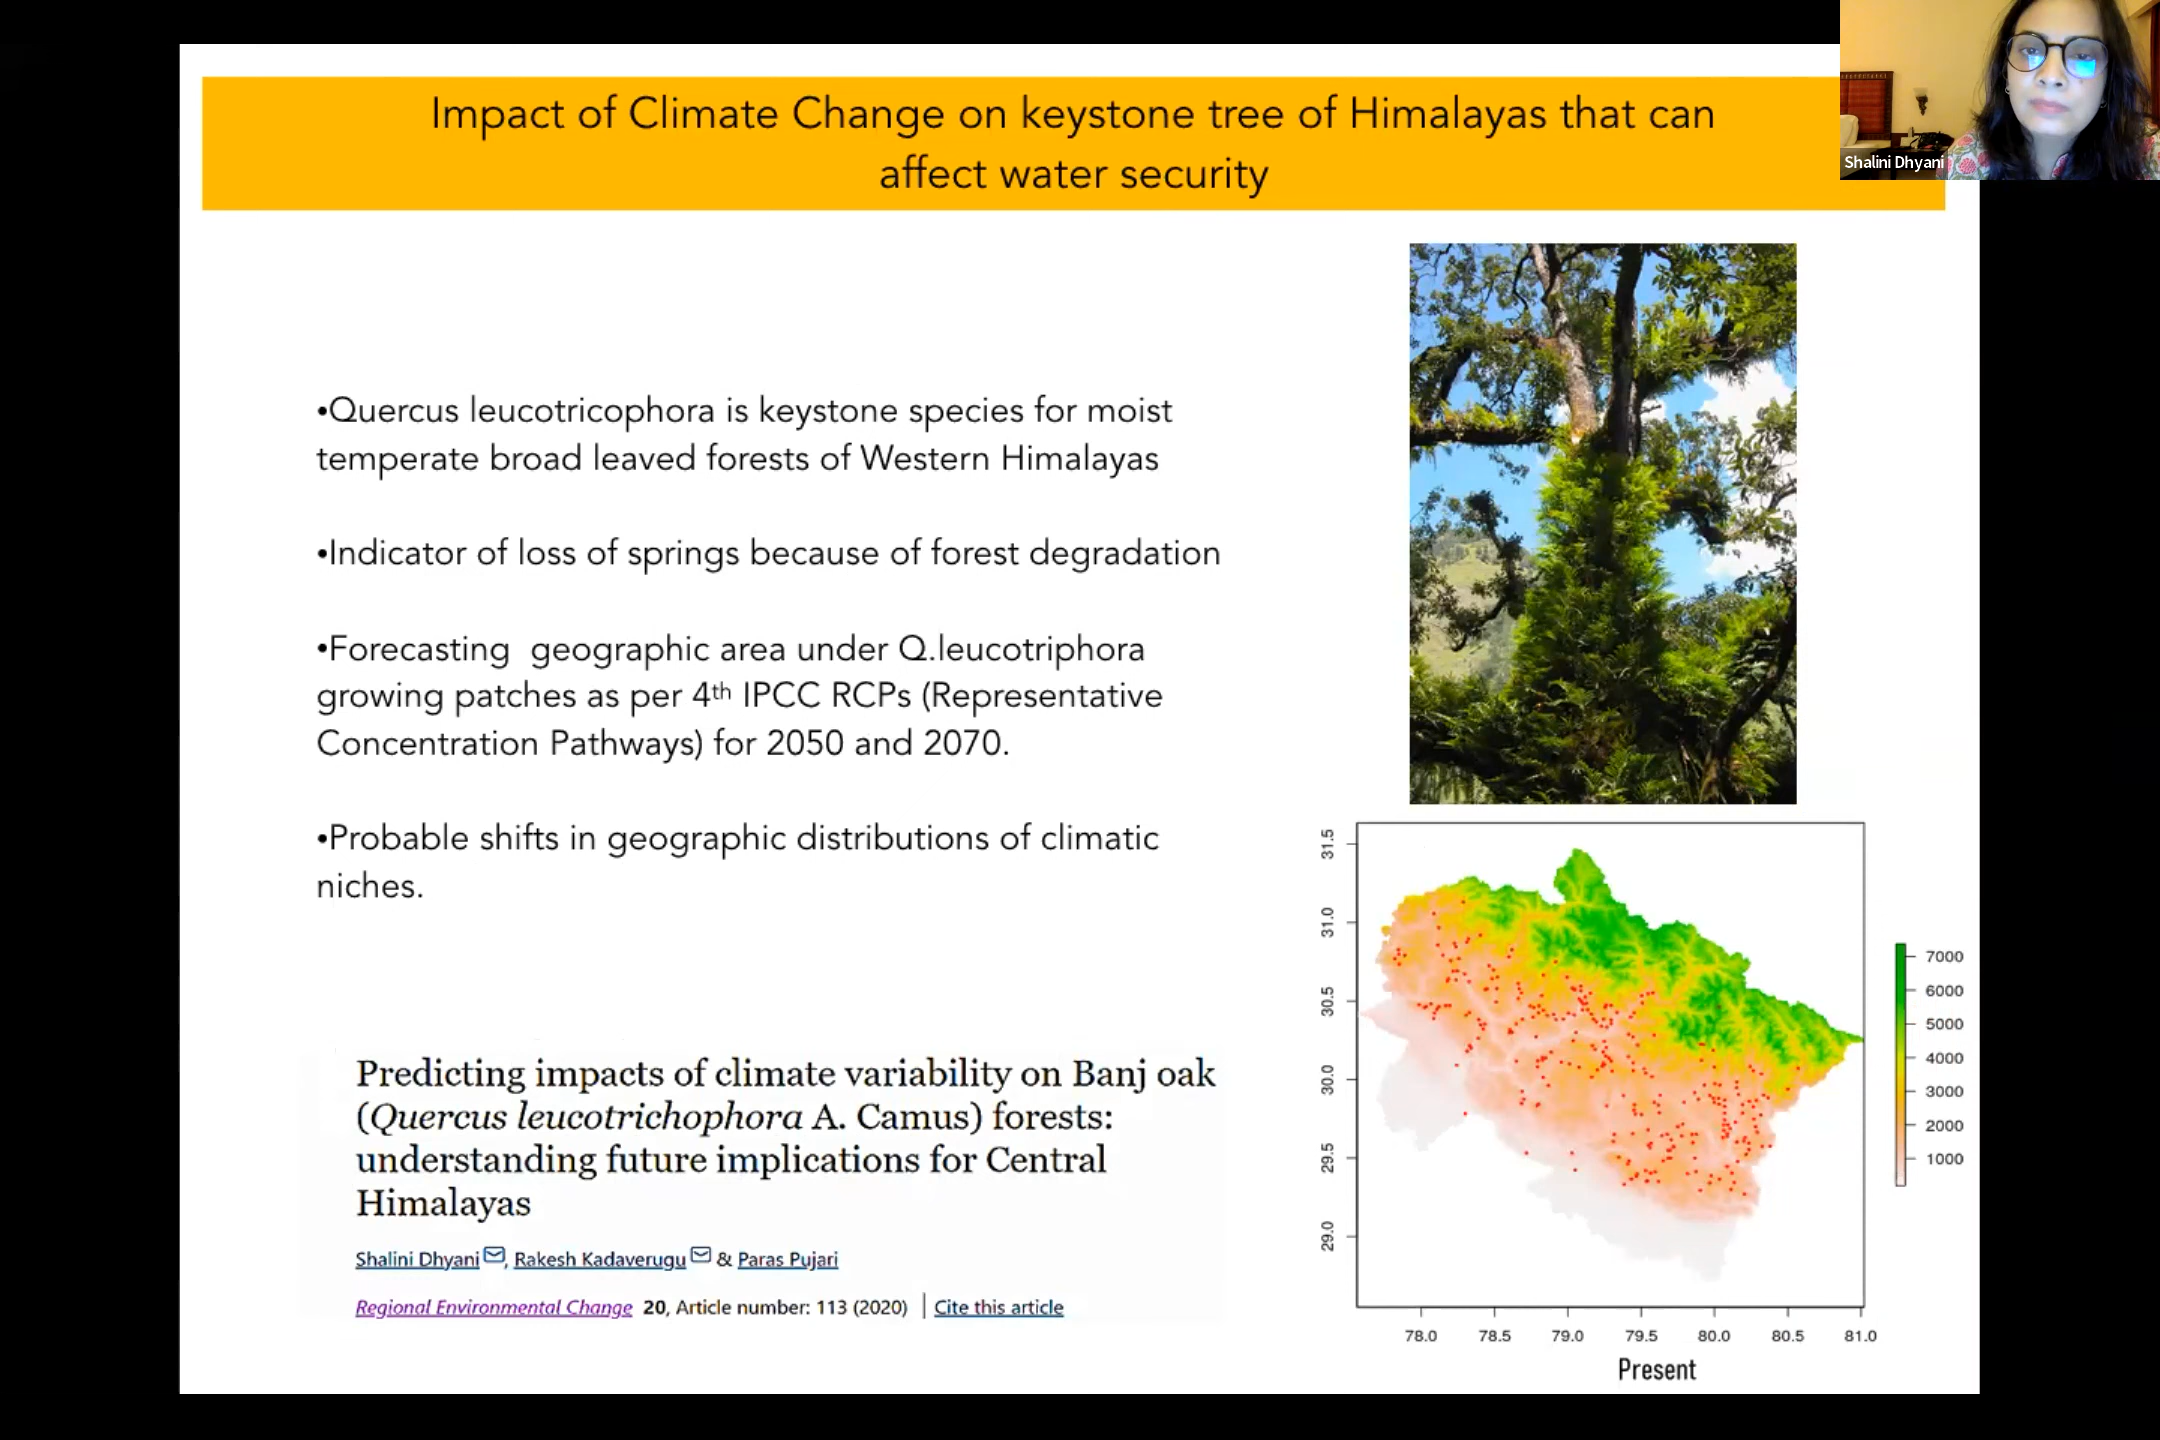 Impact of Climate Change on keystone tree of Himalayas that can
affect water security
Shalini Dhyani
•Quercus leucotricophora is keystone species for moist
temperate broad leaved forests of Western Himalayas
•Indicator of loss of springs because of forest degradation
•Forecasting  geographic area under Q.leucotriphora
growing patches as per 4th IPCC RCPs (Representative
Concentration Pathways) for 2050 and 2070.
•Probable shifts in geographic distributions of climatic
niches.
Predicting impacts of climate variability on Banj oak
(Quercus leucotrichophora A. Camus) forests:
understanding future implications for Central
Himalayas
Shalini Dhyani, Rakesh Kadaverugu & Paras Pujari
Regional Environmental Change 20, Article number: 113 (2020) | Cite this article
31.5
31.0
30.5
30.0
29.5
29.0
78.0 78.5 79.0 79.5 80.0 80.5 81.0
Present
7000
6000
5000
4000
3000
2000
1000